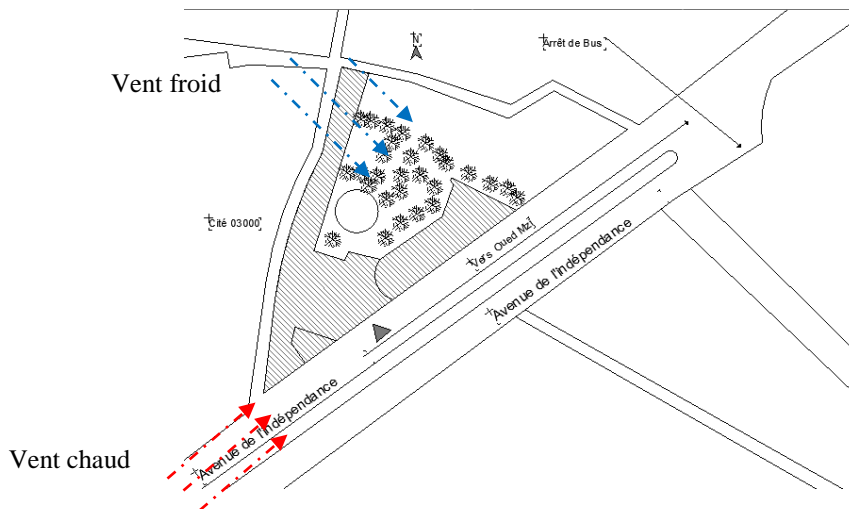 N
Arrêt de Bus
Vent froid
Cité 03000
Vers Oued Mz
Avenue de l'indépendance
Avenue de l'indépendance
Vent chaud